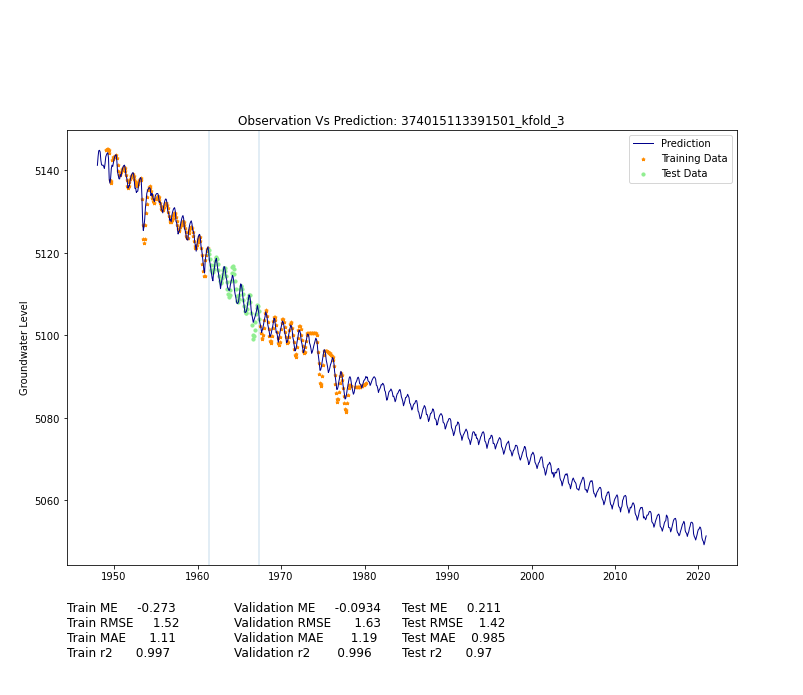 Observation Vs Prediction: 374015113391501_kfold_3
Prediction
Training Data
Test Data
Groundwater Level
5140
5120
5100
5080
5060
1950 1960 1970 1980 1990 2000 2010 2020
Train ME -0.273 Validation ME -0.0934 Test ME 0.211
Train RMSE 1.52 Validation RMSE 1.63 Test RMSE 1.42
Train MAE 1.11 Validation MAE 1.19 Test MAE 0.985
Train r2 0.997 Validation r2 0.996 Test r2 0.97